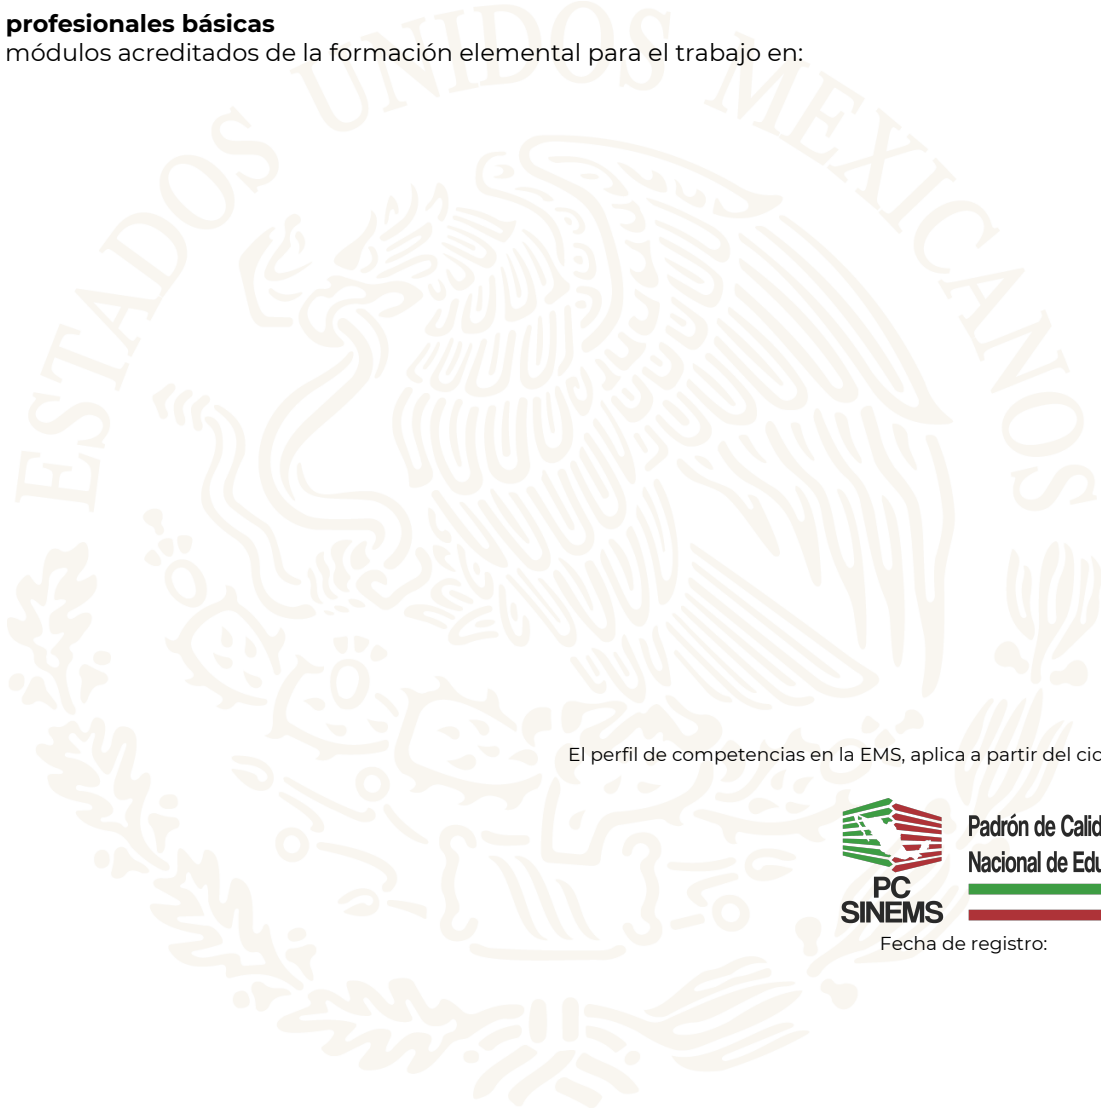 profesionales básicas
módulos acreditados de la formación elemental para el trabajo en:
ESTADOS UNIDOS MEXICANOS
El perfil de competencias en la EMS, aplica a partir del cic
Padrón de Calid
Nacional de Edu
PC
SINEMS
Fecha de registro: